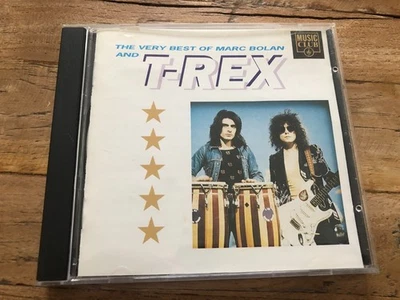 THE VERY BEST OF MARC BOLAN
AND T-REX
MUSIC
CLUB